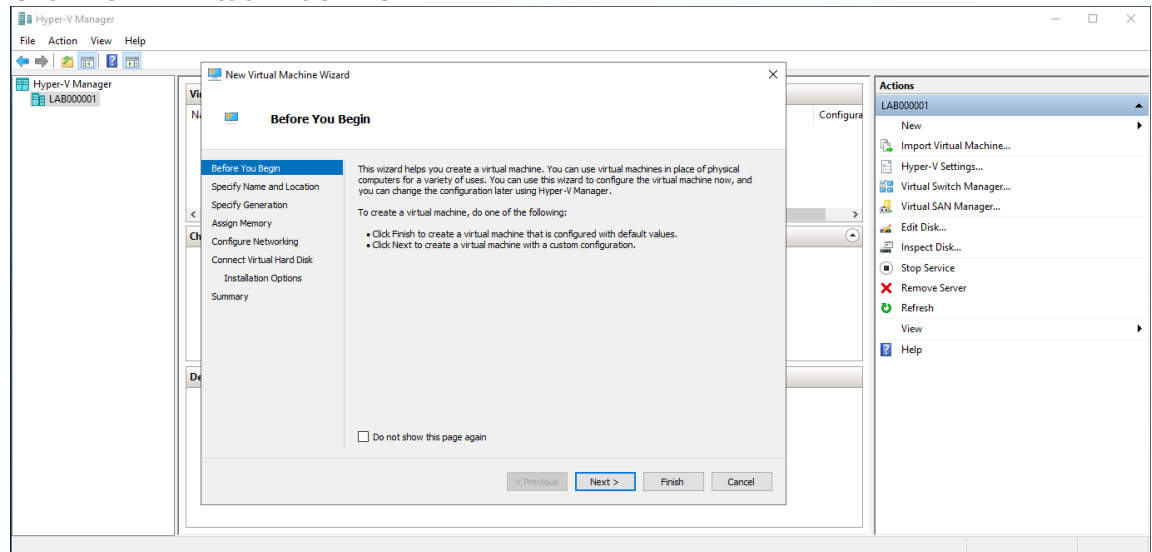 Hyper-V Manager
File Action View Help
Hyper-V Manager
LAB000001
New Virtual Machine Wizard
Before You Begin
Before You Begin
Specify Name and Location
Specify Generation
Assign Memory
Configure Networking
Connect Virtual Hard Disk
Installation Options
Summary
This wizard helps you create a virtual machine. You can use virtual machines in place of physical
computers for a variety of uses. You can use this wizard to configure the virtual machine now, and
you can change the configuration later using Hyper-V Manager.
To create a virtual machine, do one of the following:
• Click Finish to create a virtual machine that is configured with default values.
• Click Next to create a virtual machine with a custom configuration.
Do not show this page again
< Previous Next > Finish Cancel
Configura
Actions
LAB000001
New
Import Virtual Machine...
Hyper-V Settings...
Virtual Switch Manager...
Virtual SAN Manager...
Edit Disk...
Inspect Disk...
Stop Service
Remove Server
Refresh
View
Help